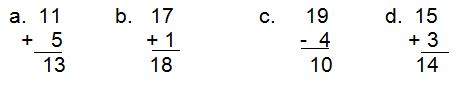 a. 11 b. 17 c. 19 d. 15
+ 5 + 1 - 4 + 3
13 18 10 14